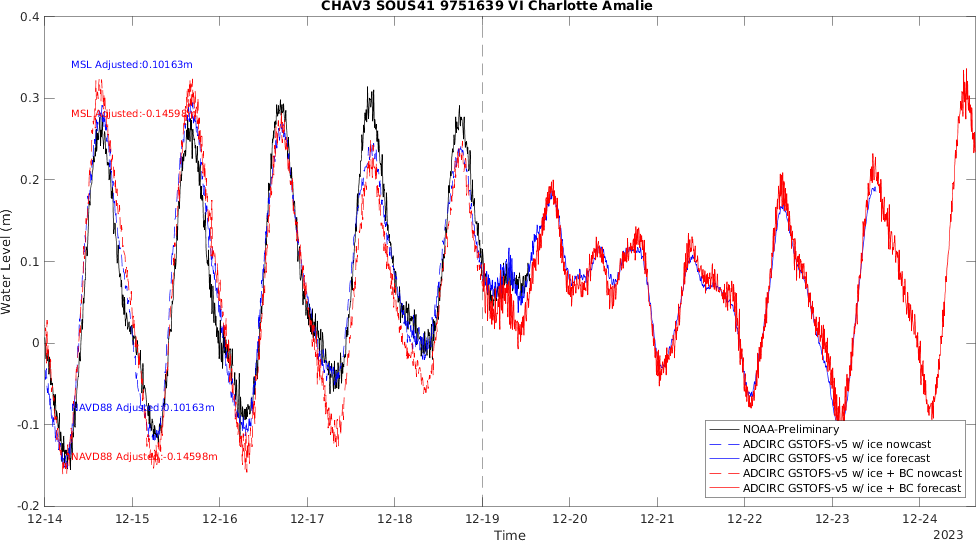 CHAV3 SOUS41 9751639 VI Charlotte Amalie
0.4
MSL Adjusted:0.10163m
0.3
MSL Adjusted:-0.14598
0.2
0.1
Water Level (m)
0
NAVD88 Adjusted:0.10163m
-0.1
NAVD88 Adjusted:-0.14598m
-0.2
NOAA-Preliminary
ADCIRC GSTOFS-v5 w/ ice nowcast
ADCIRC GSTOFS-v5 w/ ice forecast
ADCIRC GSTOFS-v5 w/ ice + BC nowcast
ADCIRC GSTOFS-v5 w/ ice + BC forecast
12-14 12-15 12-16 12-17 12-18 12-19 12-20 12-21 12-22 12-23 12-24
Time
2023